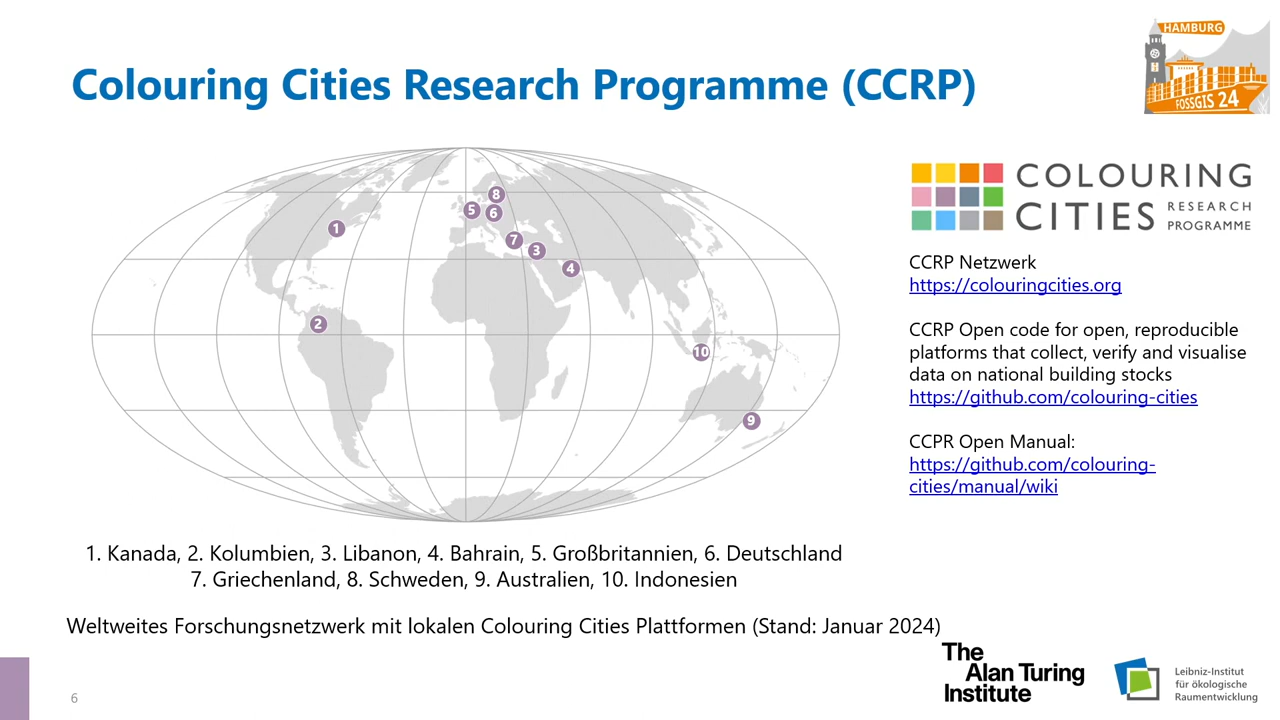 HAMBURG
FOSSGIS 24
Colouring Cities Research Programme (CCRP)
1
2
3
4
5
6
7
8
9
10
COLOURING
CITIES RESEARCH
PROGRAMME
CCRP Netzwerk
https://colouringcities.org
CCRP Open code for open, reproducible
platforms that collect, verify and visualise
data on national building stocks
https://github.com/colouring-cities
CCPR Open Manual:
https://github.com/colouring-
cities/manual/wiki
1. Kanada, 2. Kolumbien, 3. Libanon, 4. Bahrain, 5. Großbritannien, 6. Deutschland
7. Griechenland, 8. Schweden, 9. Australien, 10. Indonesien
Weltweites Forschungsnetzwerk mit lokalen Colouring Cities Plattformen (Stand: Januar 2024)
The
Alan Turing
Institute
Leibniz-Institut
für ökologische
Raumentwicklung
6